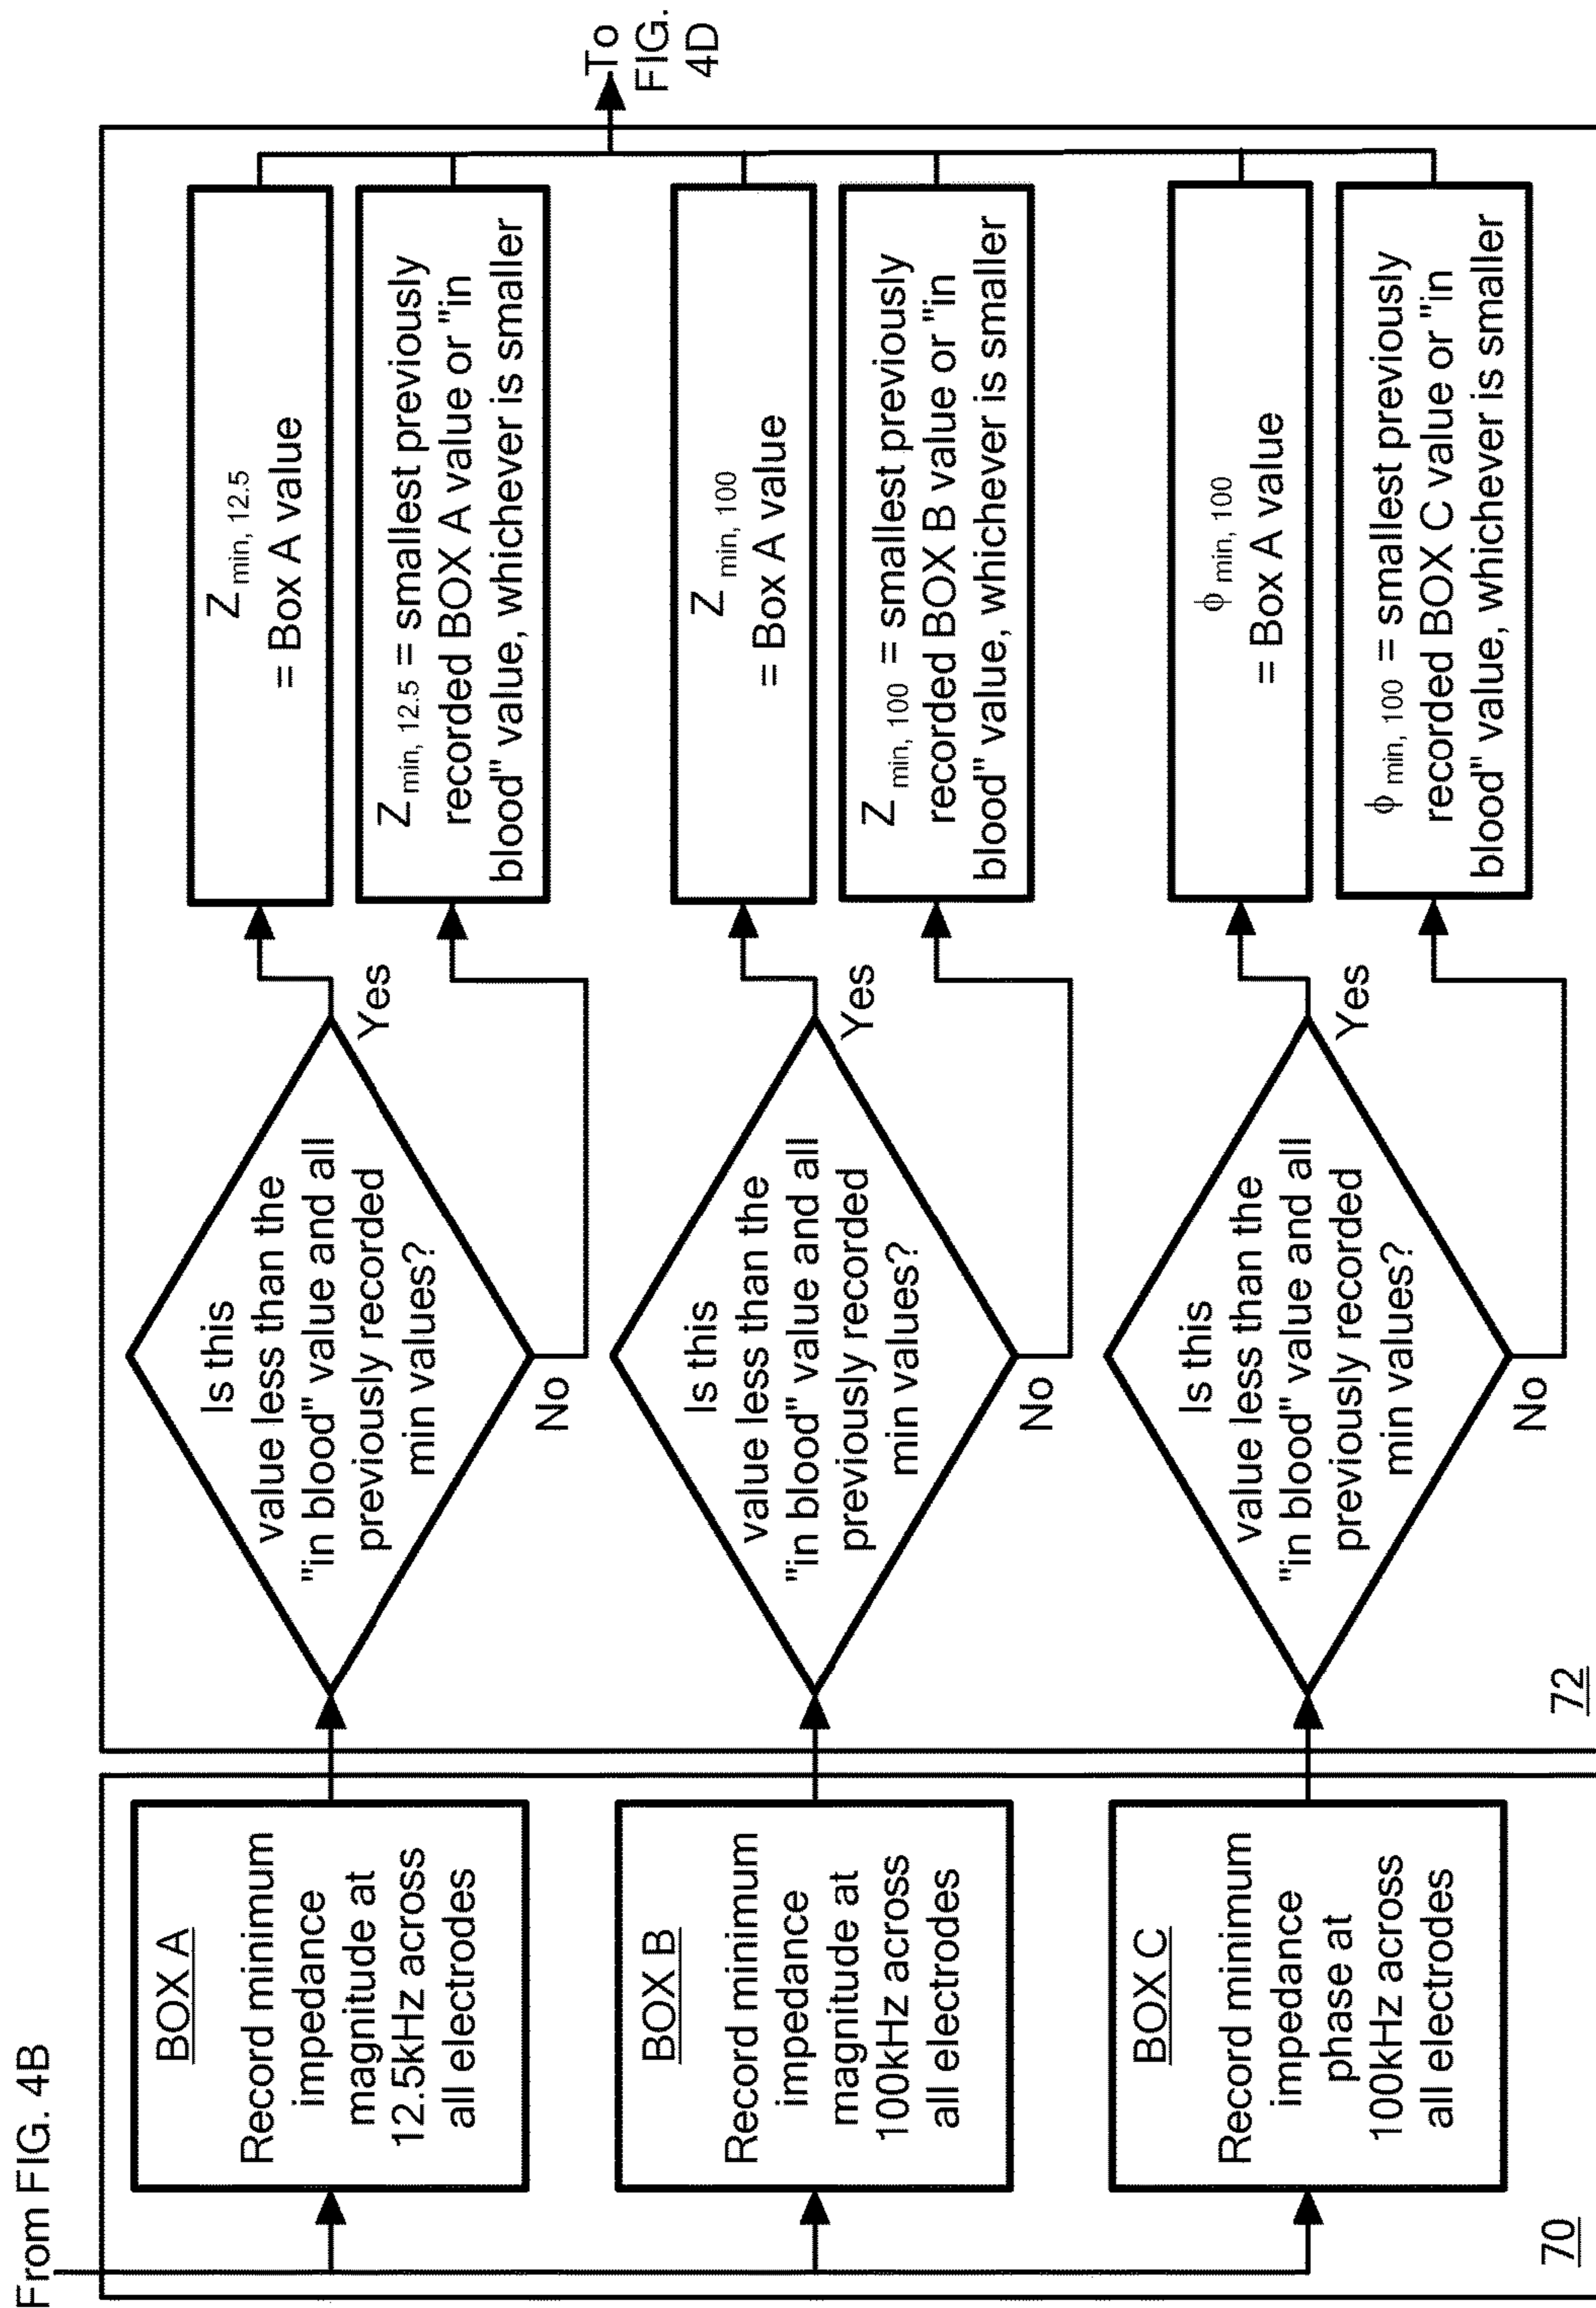 From FIG. 4B
BOX A
Record minimum
impedance
magnitude at
12.5kHz across
all electrodes
BOX B
Record minimum
impedance
magnitude at
100kHz across
all electrodes
BOX C
Record minimum
impedance
phase at
100kHz across
all electrodes
70
Is this
value less than the
"in blood" value and all
previously recorded
min values?
Yes
No
Is this
value less than the
"in blood" value and all
previously recorded
min values?
Yes
No
Is this
value less than the
"in blood" value and all
previously recorded
min values?
Yes
No
Z min, 12.5
= Box A value
Z min, 12.5 = smallest previously
recorded BOX A value or "in
blood" value, whichever is smaller
Z min, 100
= Box A value
Z min, 100 = smallest previously
recorded BOX B value or "in
blood" value, whichever is smaller
ϕ min, 100
= Box A value
ϕ min, 100 = smallest previously
recorded BOX C value or "in
blood" value, whichever is smaller
72
To
FIG.
4D